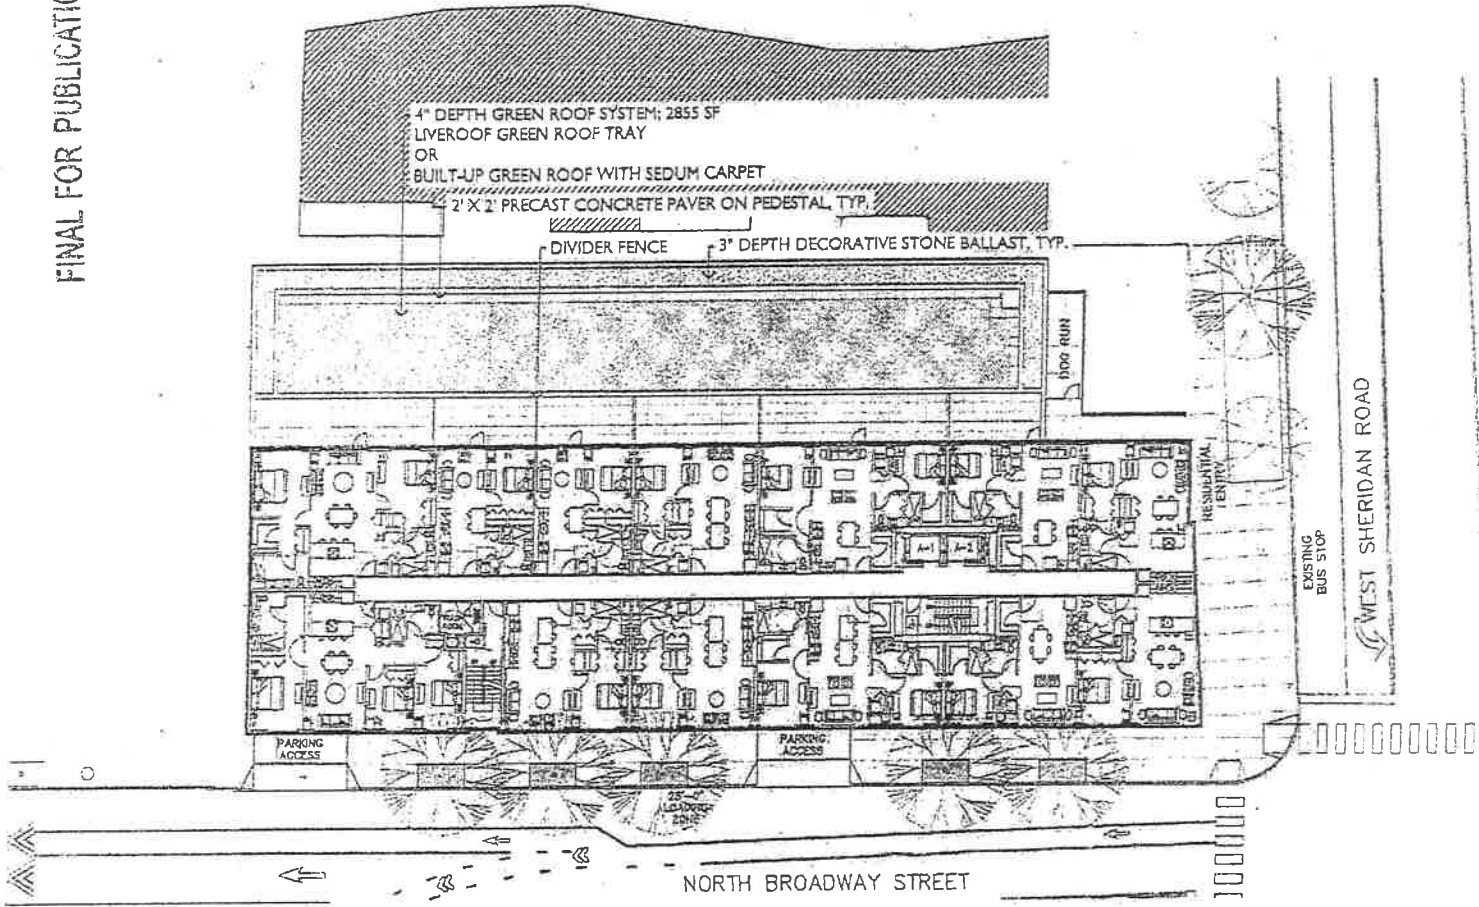 FINAL FOR PUBLICATIO
4" DEPTH GREEN ROOF SYSTEM; 2855 SF
LIVEROOF GREEN ROOF TRAY
OR
BUILT-UP GREEN ROOF WITH SEDUM CARPET
2' X 2' PRECAST CONCRETE PAVER ON PEDESTAL, TYP.
DIVIDER FENCE
3" DEPTH DECORATIVE STONE BALLAST, TYP.
DOG RUN
RESIDENTIAL
ENTRY
EXISTING
BUS STOP
WEST SHERIDAN ROAD
A-1
A-2
PARKING
ACCESS
PARKING
ACCESS
ZONE
NORTH BROADWAY STREET